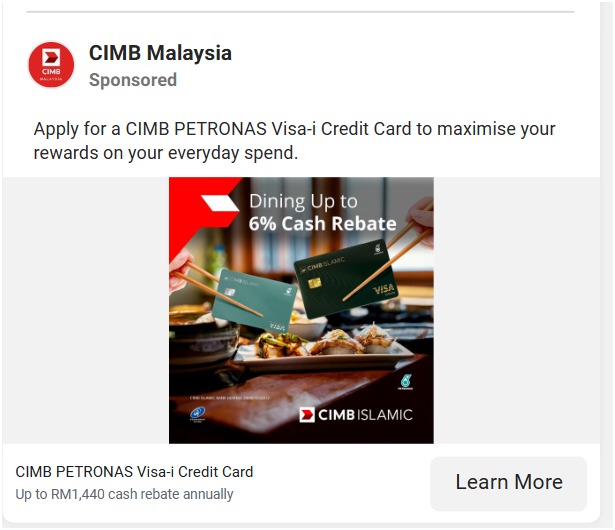 CIMB
MALAYSIA
CIMB Malaysia
Sponsored
Apply for a CIMB PETRONAS Visa-i Credit Card to maximise your
rewards on your everyday spend.
Dining Up to
6% Cash Rebate
CIMB ISLAMIC
CIMB ISLAMIC
VISA
VISA
PETRONAS
CIMB ISLAMIC
CIMB PETRONAS Visa-i Credit Card
Up to RM1,440 cash rebate annually
Learn More